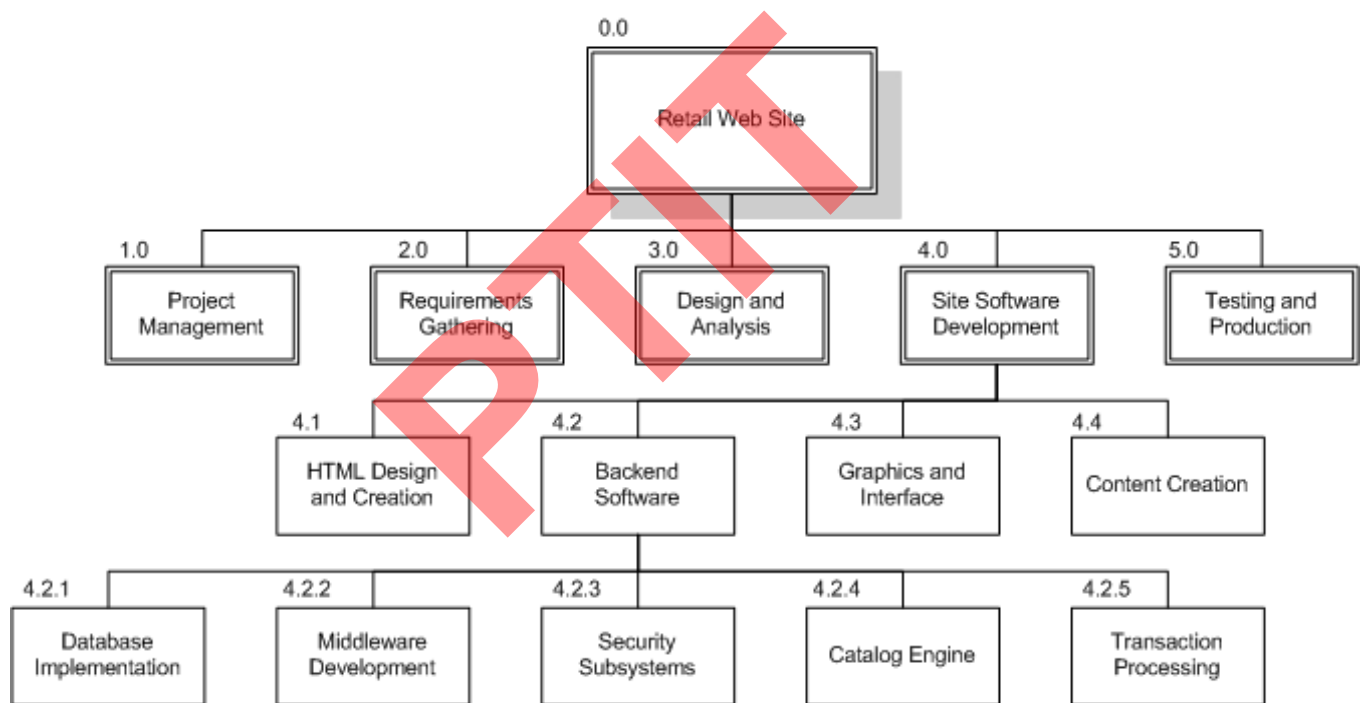 0.0
Retail Web Site
1.0
Project
Management
2.0
Requirements
Gathering
3.0
Design and
Analysis
4.0
Site Software
Development
5.0
Testing and
Production
4.1
HTML Design
and Creation
4.2
Backend
Software
4.3
Graphics and
Interface
4.4
Content Creation
4.2.1
Database
Implementation
4.2.2
Middleware
Development
4.2.3
Security
Subsystems
4.2.4
Catalog Engine
4.2.5
Transaction
Processing
PTIT